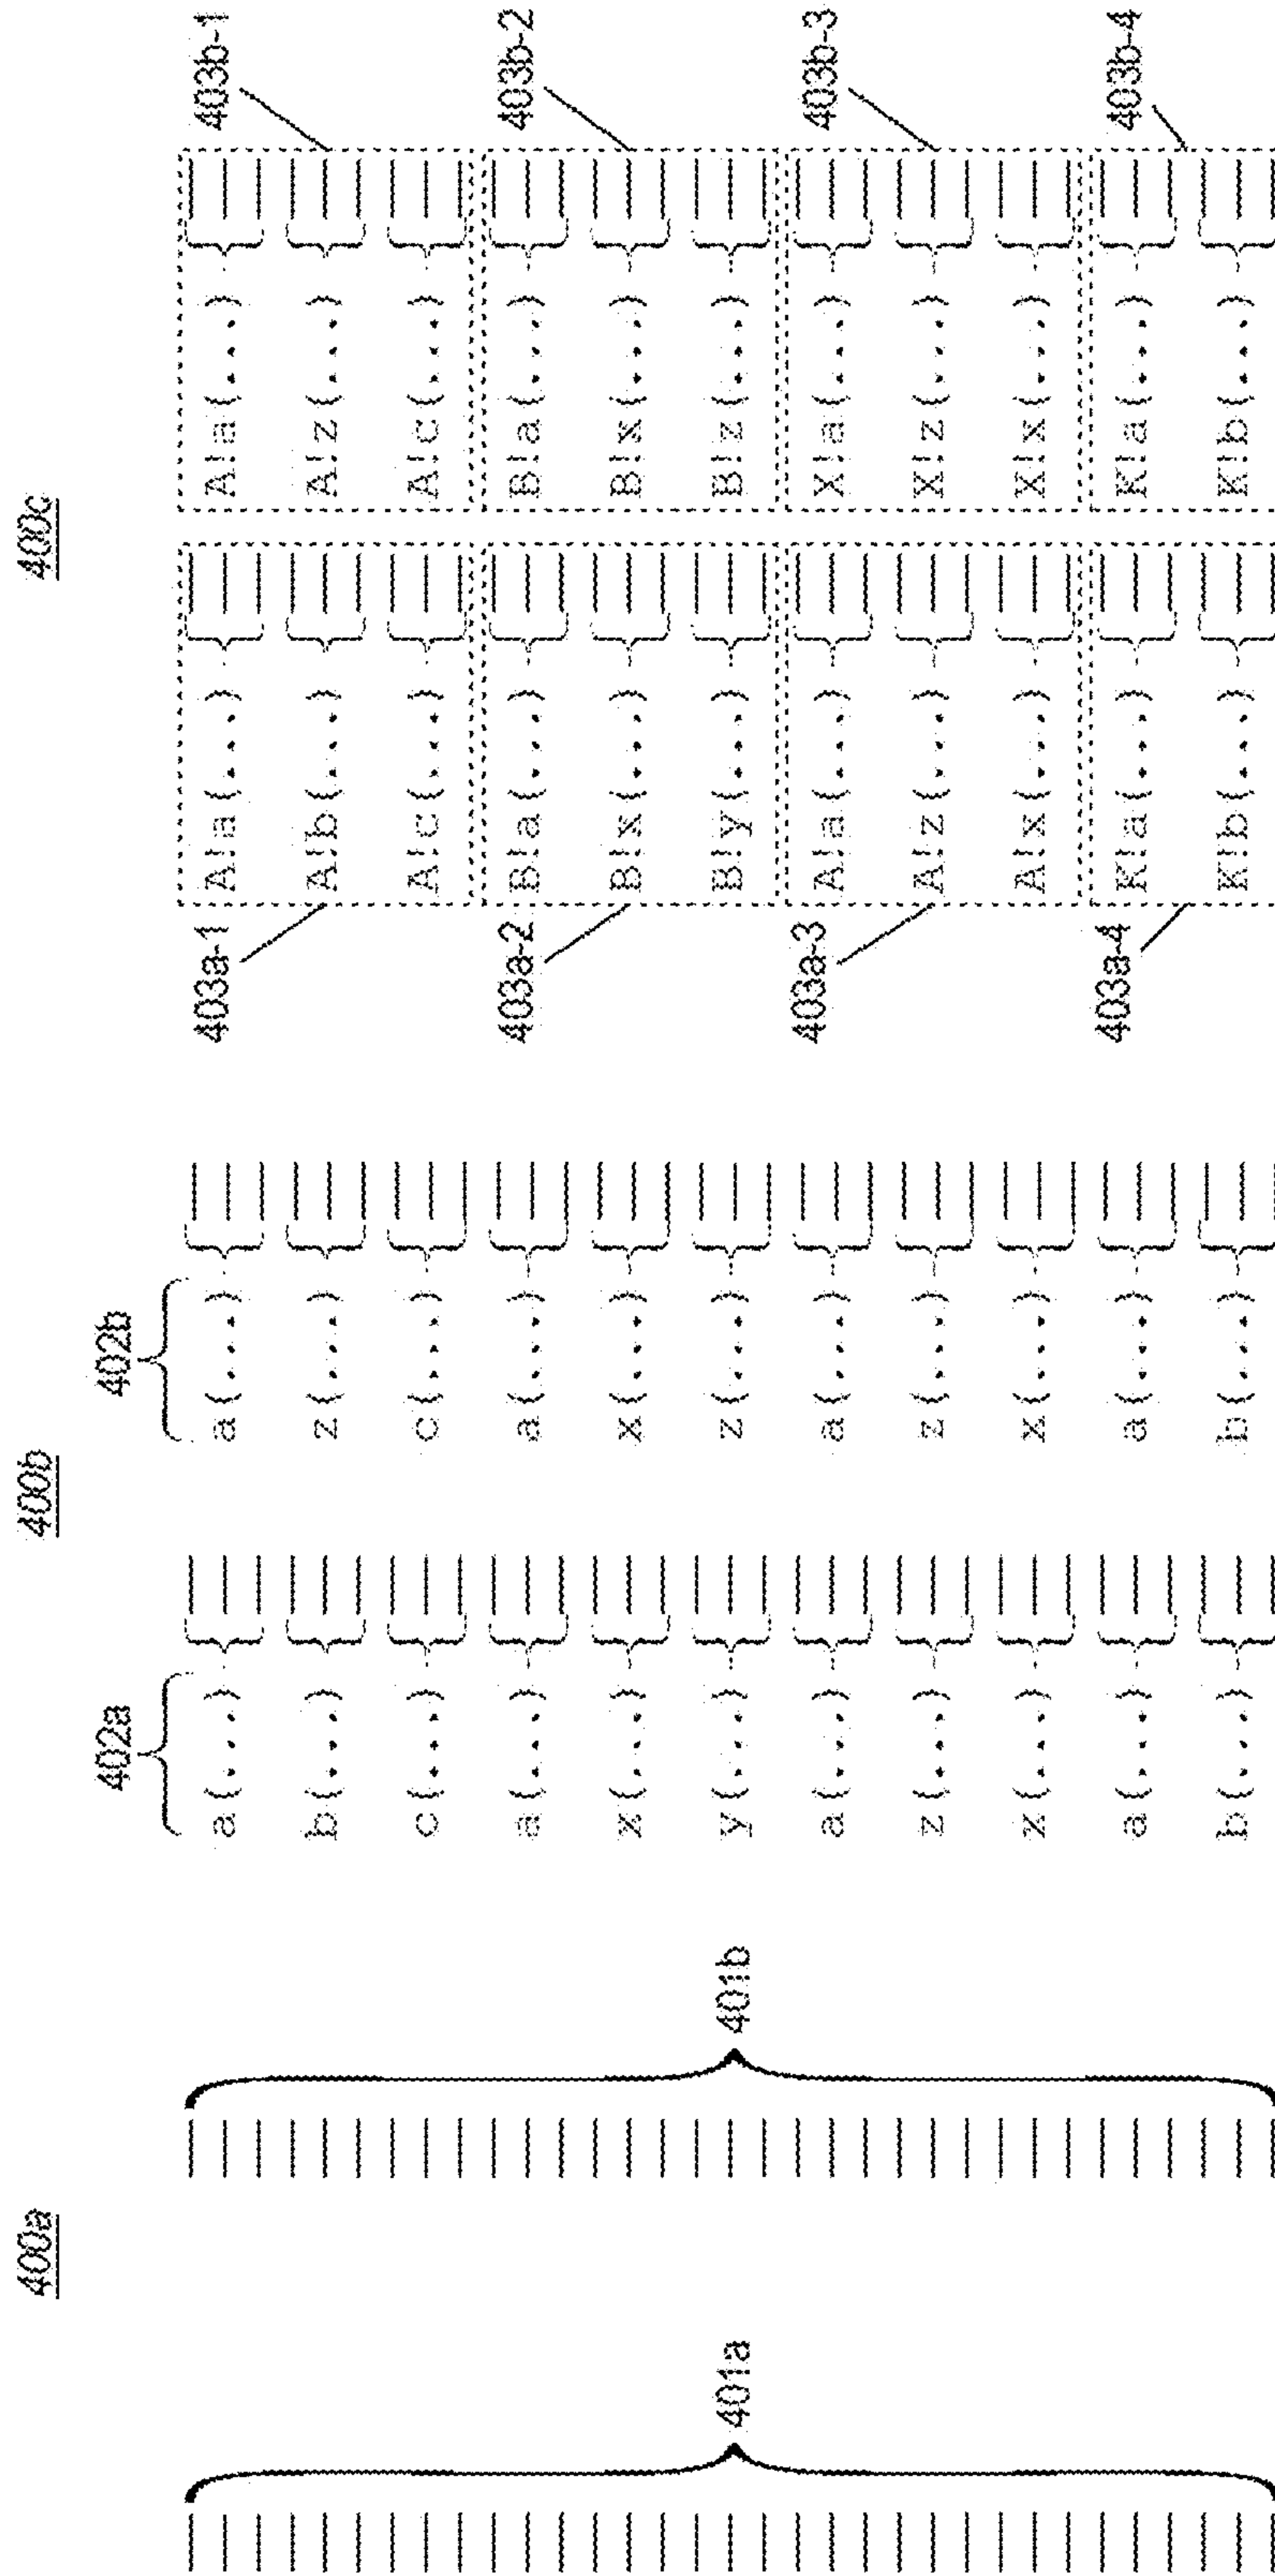 400a 400b 400c
402a 402b
a(...) a(...) 403a-1 A!a(...) A!a(...) 403b-1
b(...) z(...) A!b(...) A!z(...)
c(...) c(...) A!c(...) A!c(...)
a(...) a(...) 403a-2 B!a(...) B!a(...) 403b-2
x(...) x(...) B!x(...) B!x(...)
401a 401b y(...) z(...) B!y(...) B!z(...)
a(...) a(...) 403a-3 A!a(...) X!a(...) 403b-3
z(...) z(...) A!z(...) X!z(...)
x(...) x(...) A!x(...) X!x(...)
a(...) a(...) 403a-4 K!a(...) K!a(...) 403b-4
b(...) b(...) K!b(...) K!b(...)